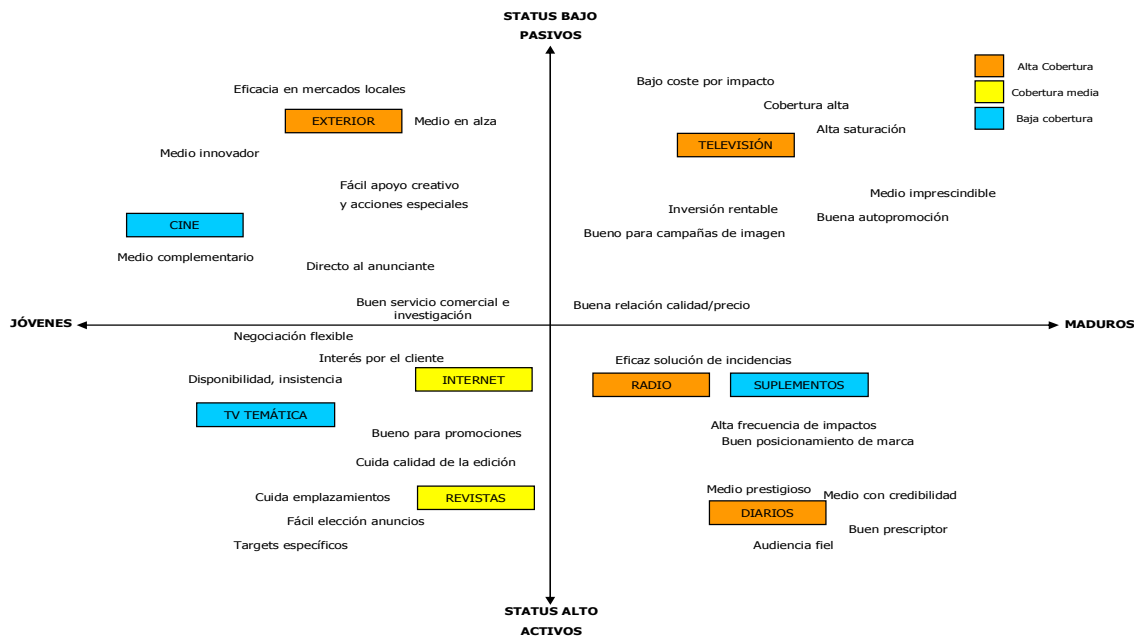 STATUS BAJO
PASIVOS
Alta Cobertura
Cobertura media
Baja cobertura
Bajo coste por impacto
Eficacia en mercados locales
Cobertura alta
EXTERIOR
Medio en alza
Alta saturación
TELEVISIÓN
Medio innovador
Fácil apoyo creativo
y acciones especiales
Medio imprescindible
Inversión rentable
Buena autopromoción
CINE
Bueno para campañas de imagen
Medio complementario
Directo al anunciante
Buen servicio comercial e
investigación
Buena relación calidad/precio
JÓVENES
MADUROS
Negociación flexible
Interés por el cliente
Eficaz solución de incidencias
Disponibilidad, insistencia
INTERNET
RADIO
SUPLEMENTOS
TV TEMÁTICA
Alta frecuencia de impactos
Bueno para promociones
Buen posicionamiento de marca
Cuida calidad de la edición
Medio prestigioso
Medio con credibilidad
Cuida emplazamientos
REVISTAS
DIARIOS
Fácil elección anuncios
Buen prescriptor
Targets específicos
Audiencia fiel
STATUS ALTO
ACTIVOS